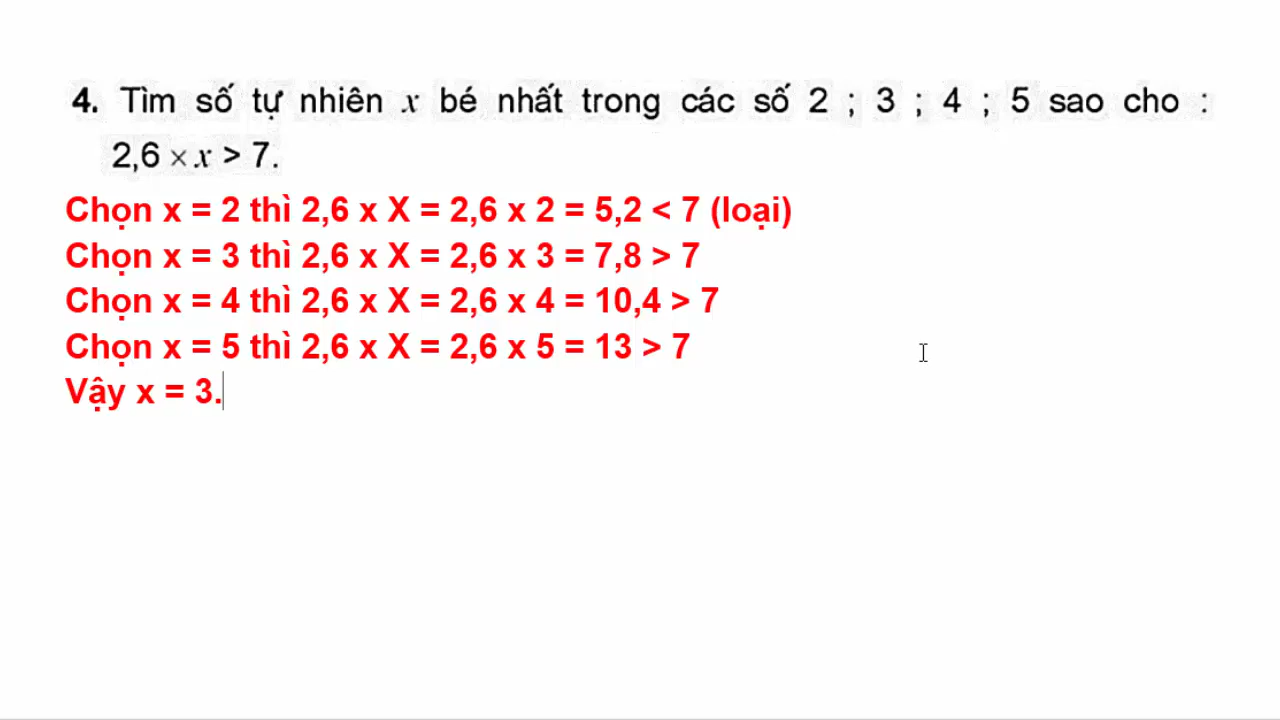 4. Tìm số tự nhiên x bé nhất trong các số 2 ; 3 ; 4 ; 5 sao cho :
2,6 × x > 7.
Chọn x = 2 thì 2,6 x X = 2,6 x 2 = 5,2 < 7 (loại)
Chọn x = 3 thì 2,6 x X = 2,6 x 3 = 7,8 > 7
Chọn x = 4 thì 2,6 x X = 2,6 x 4 = 10,4 > 7
Chọn x = 5 thì 2,6 x X = 2,6 x 5 = 13 > 7
Vậy x = 3.